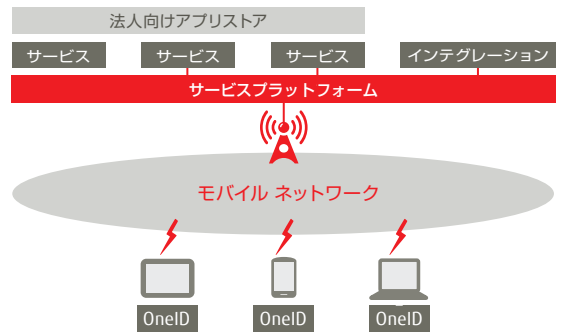 法人向けアプリストア
サービス
サービス
サービス
インテグレーション
サービスプラットフォーム
モバイル ネットワーク
OneID
OneID
OneID